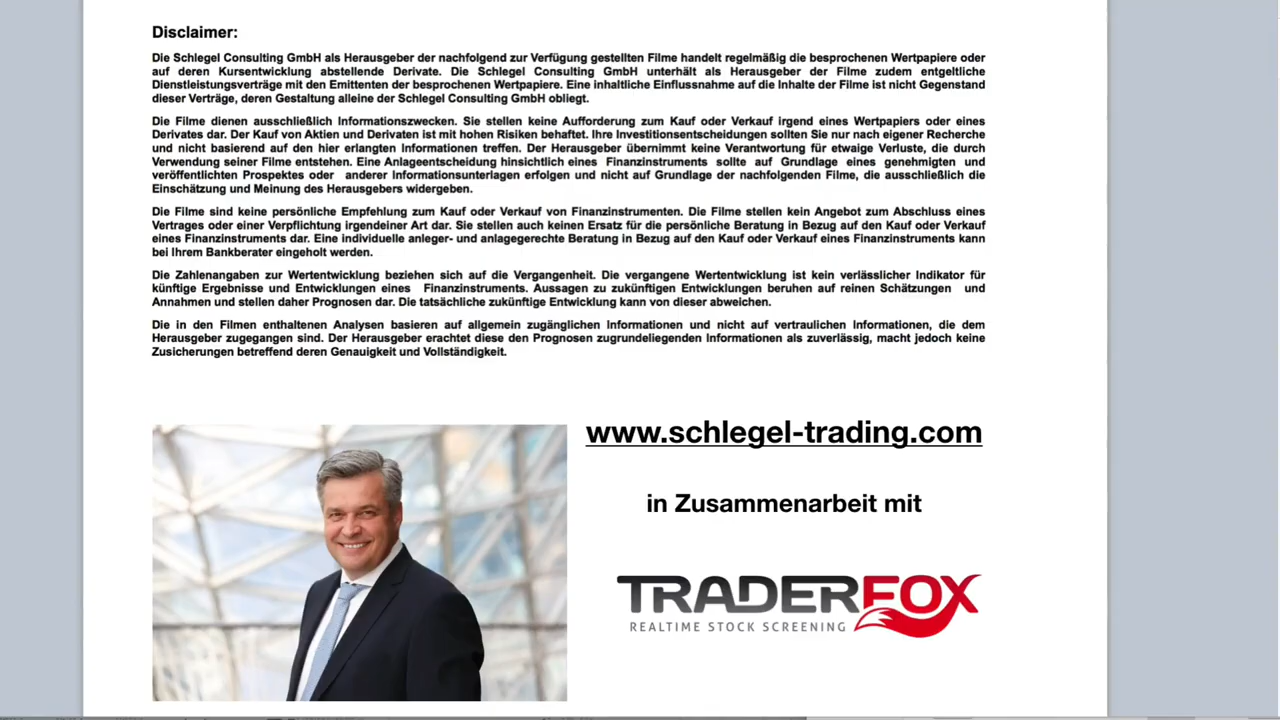 Disclaimer:
Die Schlegel Consulting GmbH als Herausgeber der nachfolgend zur Verfügung gestellten Filme handelt regelmäßig die besprochenen Wertpapiere oder
auf deren Kursentwicklung abstellende Derivate. Die Schlegel Consulting GmbH unterhält als Herausgeber der Filme zudem entgeltliche
Dienstleistungsverträge mit den Emittenten der besprochenen Wertpapiere. Eine inhaltliche Einflussnahme auf die Inhalte der Filme ist nicht Gegenstand
dieser Verträge, deren Gestaltung alleine der Schlegel Consulting GmbH obliegt.
Die Filme dienen ausschließlich Informationszwecken. Sie stellen keine Aufforderung zum Kauf oder Verkauf irgend eines Wertpapiers oder eines
Derivates dar. Der Kauf von Aktien und Derivaten ist mit hohen Risiken behaftet. Ihre Investitionsentscheidungen sollten Sie nur nach eigener Recherche
und nicht basierend auf den hier erlangten Informationen treffen. Der Herausgeber übernimmt keine Verantwortung für etwaige Verluste, die durch
Verwendung seiner Filme entstehen. Eine Anlageentscheidung hinsichtlich eines Finanzinstruments sollte auf Grundlage eines genehmigten und
veröffentlichten Prospektes oder anderer Informationsunterlagen erfolgen und nicht auf Grundlage der nachfolgenden Filme, die ausschließlich die
Einschätzung und Meinung des Herausgebers widergeben.
Die Filme sind keine persönliche Empfehlung zum Kauf oder Verkauf von Finanzinstrumenten. Die Filme stellen kein Angebot zum Abschluss eines
Vertrages oder einer Verpflichtung irgendeiner Art dar. Sie stellen auch keinen Ersatz für die persönliche Beratung in Bezug auf den Kauf oder Verkauf
eines Finanzinstruments dar. Eine individuelle anleger- und anlagegerechte Beratung in Bezug auf den Kauf oder Verkauf eines Finanzinstruments kann
bei Ihrem Bankberater eingeholt werden.
Die Zahlenangaben zur Wertentwicklung beziehen sich auf die Vergangenheit. Die vergangene Wertentwicklung ist kein verlässlicher Indikator für
künftige Ergebnisse und Entwicklungen eines Finanzinstruments. Aussagen zu zukünftigen Entwicklungen beruhen auf reinen Schätzungen und
Annahmen und stellen daher Prognosen dar. Die tatsächliche zukünftige Entwicklung kann von dieser abweichen.
Die in den Filmen enthaltenen Analysen basieren auf allgemein zugänglichen Informationen und nicht auf vertraulichen Informationen, die dem
Herausgeber zugegangen sind. Der Herausgeber erachtet diese den Prognosen zugrundeliegenden Informationen als zuverlässig, macht jedoch keine
Zusicherungen betreffend deren Genauigkeit und Vollständigkeit.
www.schlegel-trading.com
in Zusammenarbeit mit
TRADERFOX
REALTIME STOCK SCREENING